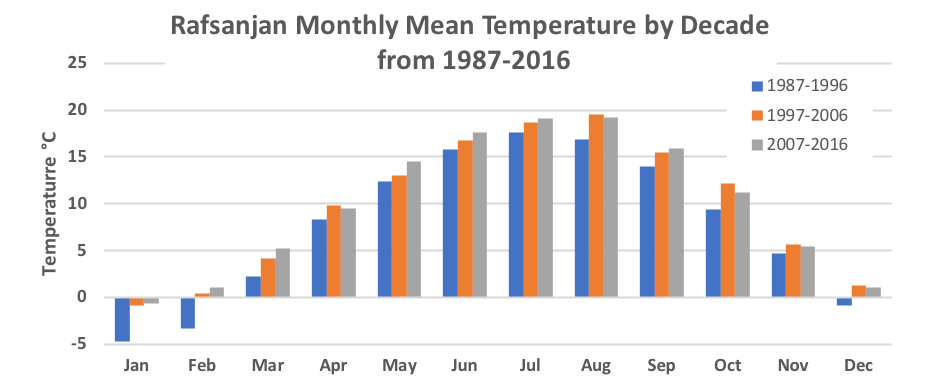 Rafsanjan Monthly Mean Temperature by Decade
from 1987-2016
25
20
15
10
5
0
-5
Temperaturre °C
1987-1996
1997-2006
2007-2016
Jan Feb Mar Apr May Jun Jul Aug Sep Oct Nov Dec